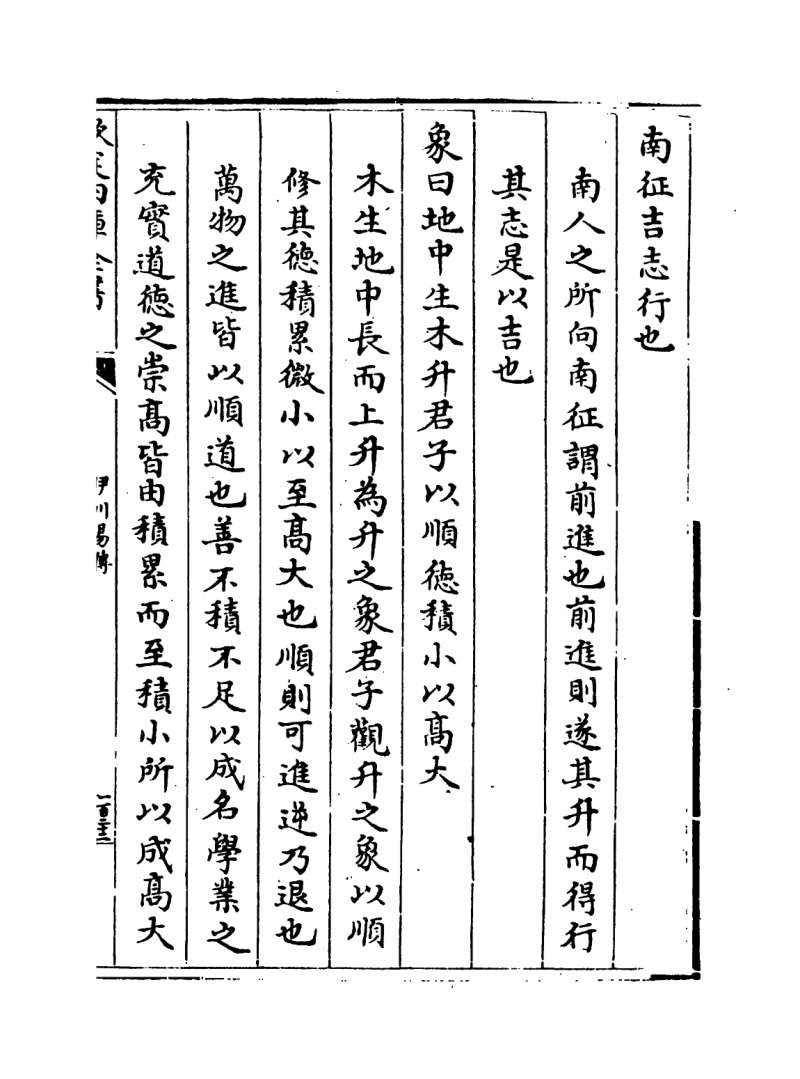 南征吉志行也
南人之所向南征謂前進也前進則遂其升而得行
其志是以吉也
象曰地中生木升君子以順德積小以髙大
木生地中長而上升為升之象君子觀升之象以順
修其德積累微小以至髙大也順則可進逆乃退也
萬物之進皆以順道也善不積不足以成名學業之
充實道德之崇髙皆由積累而至積小所以成髙大
全書
伊川易傳